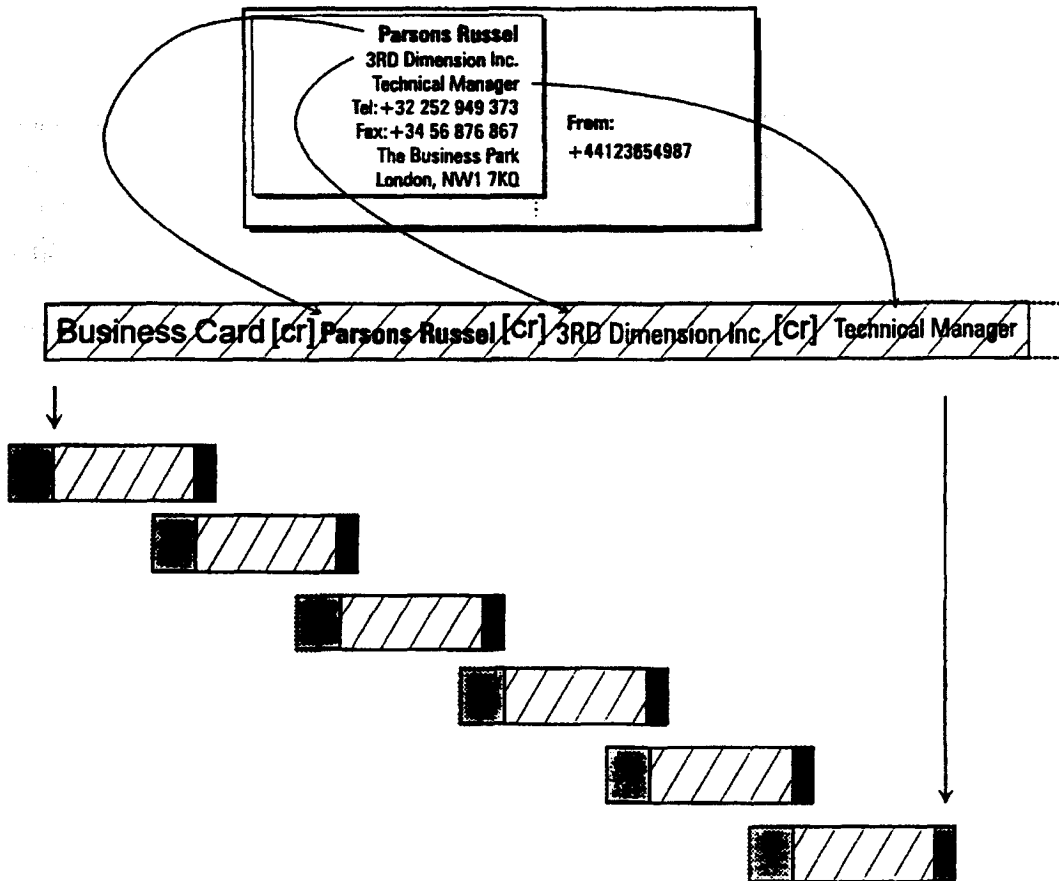 Parsons Russel
3RD Dimension Inc.
Technical Manager
Tel:+32 252 949 373
Fax:+34 56 876 867
The Business Park
London, NW1 7KQ
From:
+44123654987
Business Card [cr] Parsons Russel [cr] 3RD Dimension Inc. [cr] Technical Manager